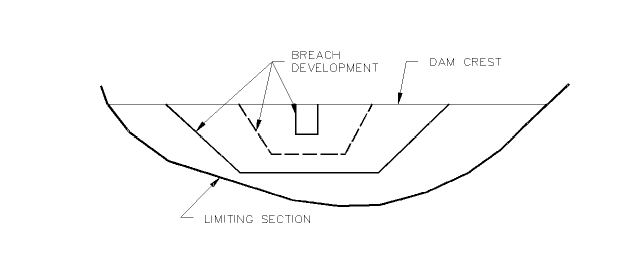 BREACH
DEVELOPMENT
DAM CREST
LIMITING SECTION